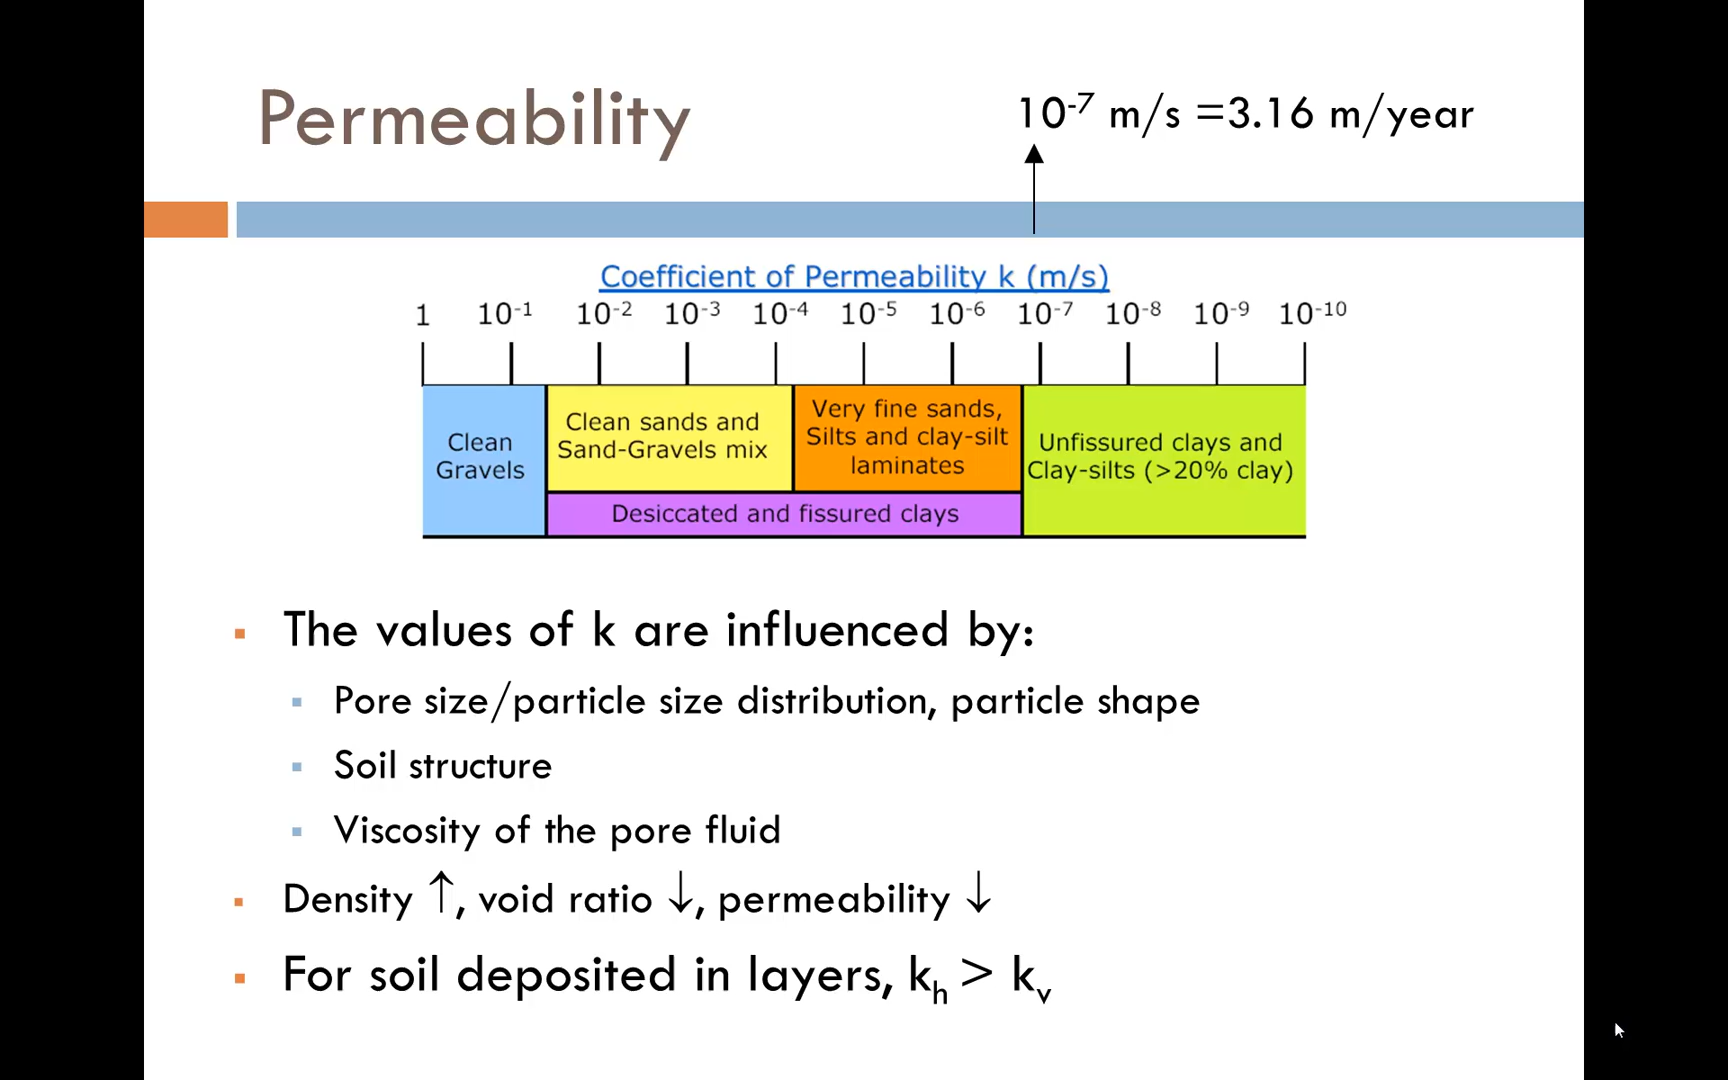 Permeability
10⁻⁷ m/s =3.16 m/year
Coefficient of Permeability k (m/s)
1 10⁻¹ 10⁻² 10⁻³ 10⁻⁴ 10⁻⁵ 10⁻⁶ 10⁻⁷ 10⁻⁸ 10⁻⁹ 10⁻¹⁰
Clean
Gravels
Clean sands and
Sand-Gravels mix
Very fine sands,
Silts and clay-silt
laminates
Unfissured clays and
Clay-silts (>20% clay)
Desiccated and fissured clays
▪ The values of k are influenced by:
▪ Pore size/particle size distribution, particle shape
▪ Soil structure
▪ Viscosity of the pore fluid
▪ Density ↑, void ratio ↓, permeability ↓
▪ For soil deposited in layers, kₕ > kᵥ